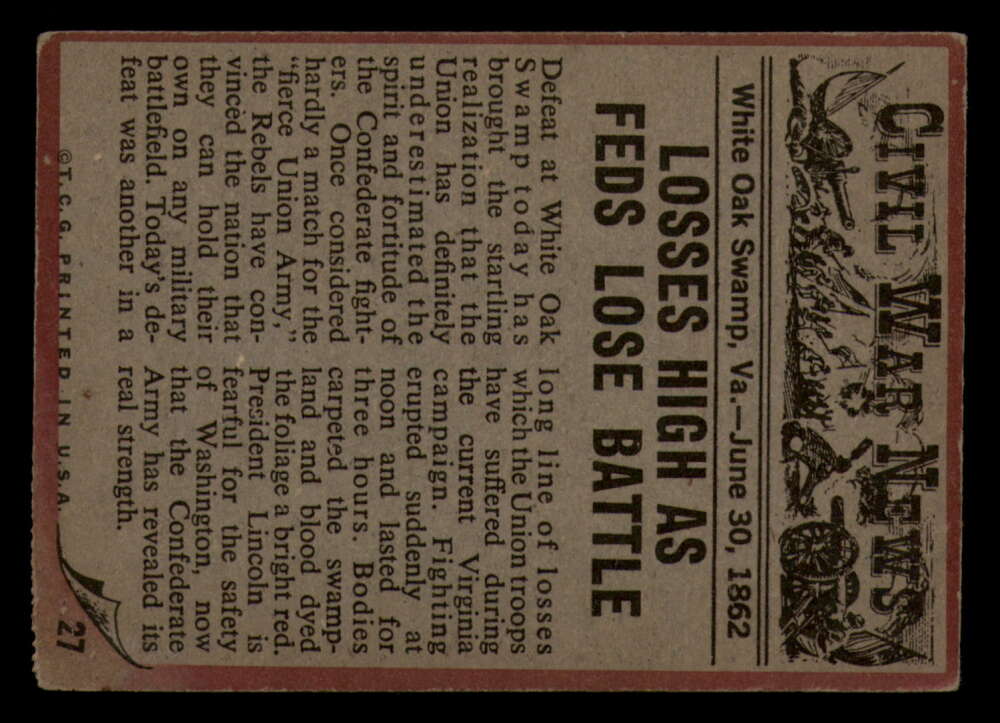 CIVIL WAR NEWS
White Oak Swamp, Va.—June 30, 1862
LOSSES HIGH AS
FEDS LOSE BATTLE
Defeat at White Oak
Swamp today has
brought the startling
realization that the
Union has definitely
underestimated the
spirit and fortitude of
the Confederate fight-
ers. Once considered
hardly a match for the
"fierce Union Army,"
the Rebels have con-
vinced the nation that
they can hold their
own on any military
battlefield. Today's de-
feat was another in a
long line of losses
which the Union troops
have suffered during
the current Virginia
campaign. Fighting
erupted suddenly at
noon and lasted for
three hours. Bodies
carpeted the swamp-
land and blood dyed
the foliage a bright red.
President Lincoln is
fearful for the safety
of Washington, now
that the Confederate
Army has revealed its
real strength.
©T.C.G. PRINTED IN U.S.A.
27